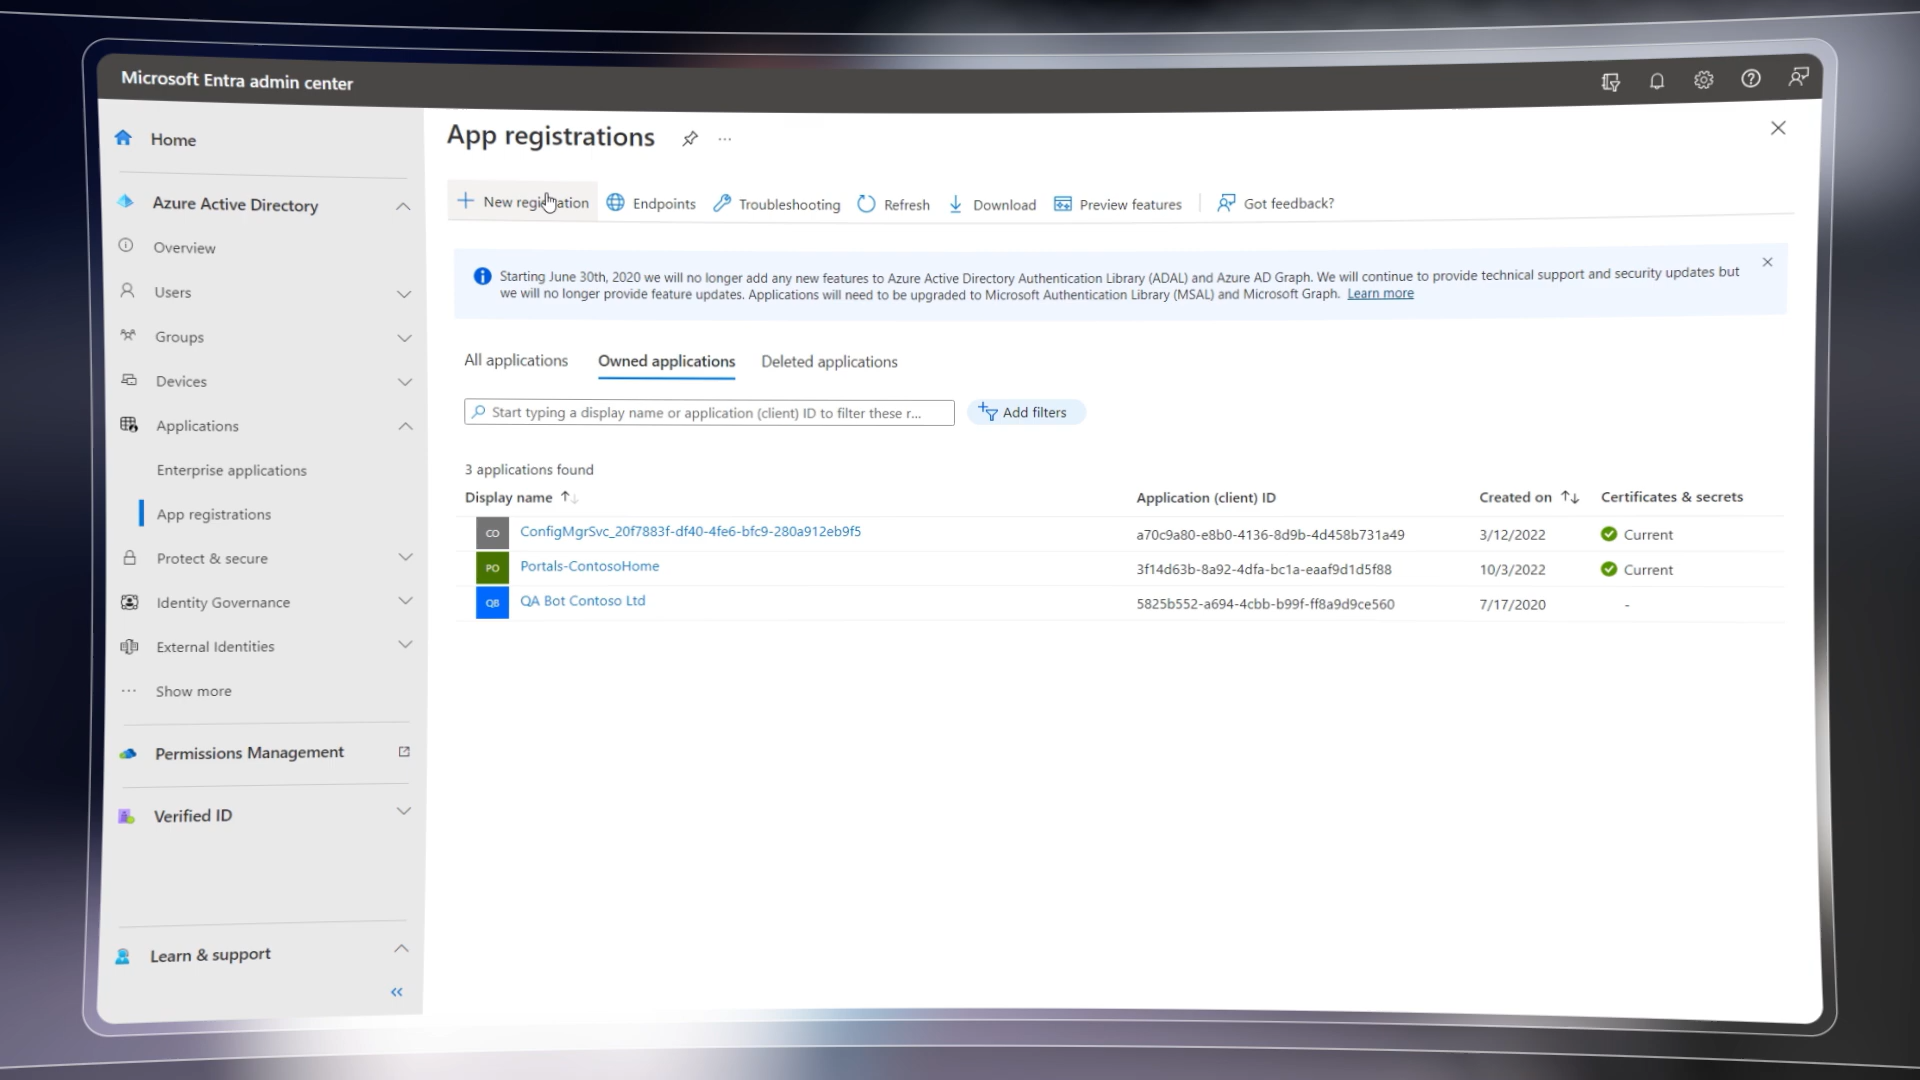 Microsoft Entra admin center
Home
Azure Active Directory
Overview
Users
Groups
Devices
Applications
Enterprise applications
App registrations
Protect & secure
Identity Governance
External Identities
Show more
Permissions Management
Verified ID
Learn & support
App registrations
New registration
Endpoints
Troubleshooting
Refresh
Download
Preview features
Got feedback?
Starting June 30th, 2020 we will no longer add any new features to Azure Active Directory Authentication Library (ADAL) and Azure AD Graph. We will continue to provide technical support and security updates but
we will no longer provide feature updates. Applications will need to be upgraded to Microsoft Authentication Library (MSAL) and Microsoft Graph. Learn more
All applications
Owned applications
Deleted applications
Start typing a display name or application (client) ID to filter these r...
Add filters
3 applications found
Display name Application (client) ID Created on Certificates & secrets
CO ConfigMgrSvc_20f7883f-df40-4fe6-bfc9-280a912eb9f5 a70c9a80-e8b0-4136-8d9b-4d458b731a49 3/12/2022 Current
PO Portals-ContosoHome 3f14d63b-8a92-4dfa-bc1a-eaaf9d1d5f88 10/3/2022 Current
QB QA Bot Contoso Ltd 5825b552-a694-4cbb-b99f-ff8a9d9ce560 7/17/2020 -